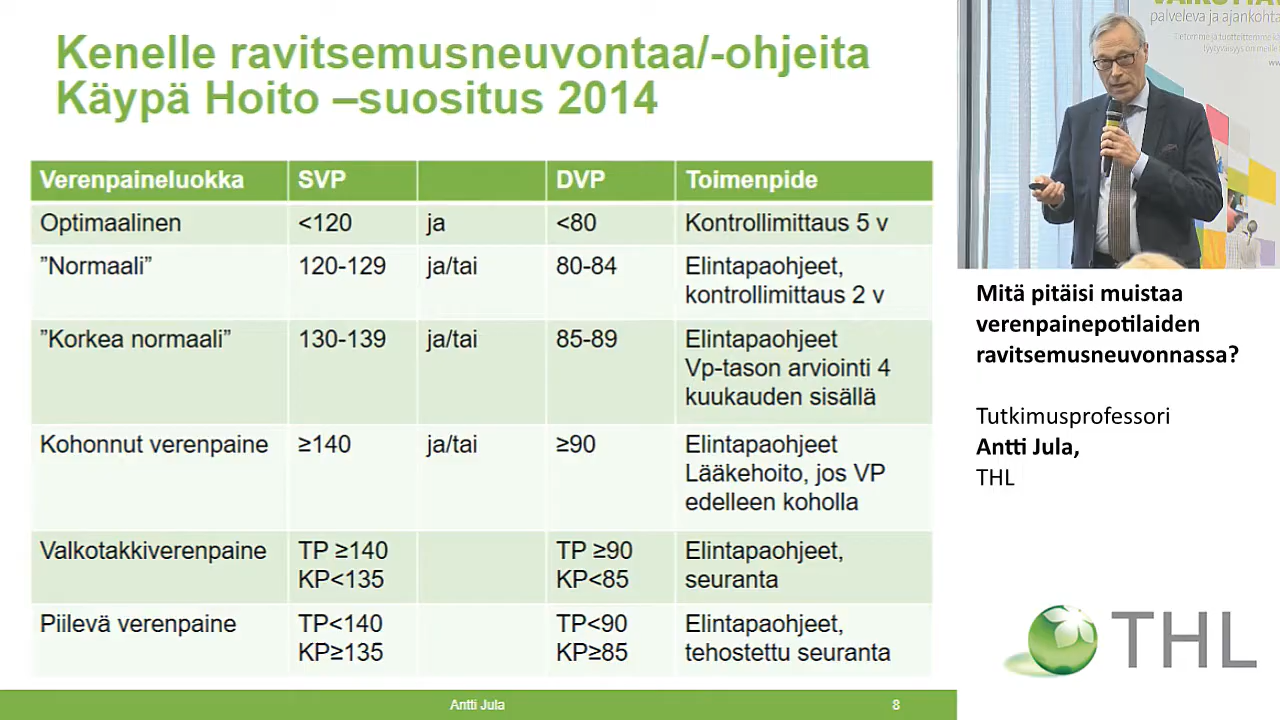 Kenelle ravitsemusneuvontaa/-ohjeita
Käypä Hoito –suositus 2014
Verenpaineluokka SVP DVP Toimenpide
Optimaalinen <120 ja <80 Kontrollimittaus 5 v
”Normaali” 120-129 ja/tai 80-84 Elintapaohjeet,
kontrollimittaus 2 v
”Korkea normaali” 130-139 ja/tai 85-89 Elintapaohjeet
Vp-tason arviointi 4
kuukauden sisällä
Kohonnut verenpaine ≥140 ja/tai ≥90 Elintapaohjeet
Lääkehoito, jos VP
edelleen koholla
Valkotakkiverenpaine TP ≥140 TP ≥90 Elintapaohjeet,
KP<135 KP<85 seuranta
Piilevä verenpaine TP<140 TP<90 Elintapaohjeet,
KP≥135 KP≥85 tehostettu seuranta
Antti Jula 8
palveleva ja ajankohta
Mitä pitäisi muistaa
verenpainepotilaiden
ravitsemusneuvonnassa?
Tutkimusprofessori
Antti Jula,
THL
THL